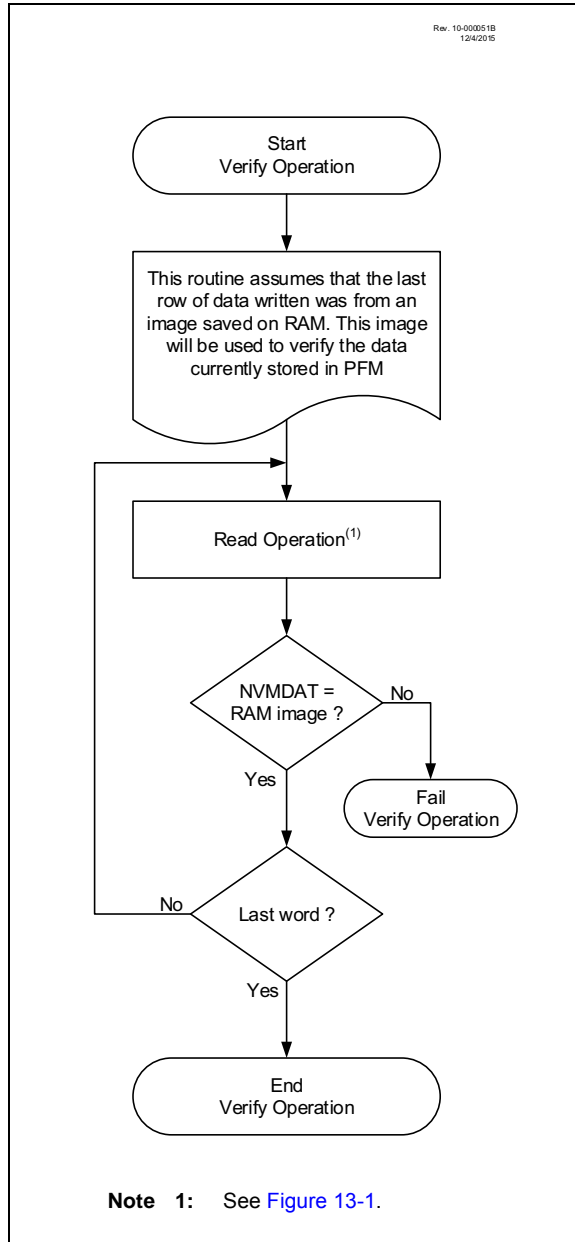 Rev. 10-000051B
12/4/2015
Start
Verify Operation
This routine assumes that the last
row of data written was from an
image saved on RAM. This image
will be used to verify the data
currently stored in PFM
Read Operation(1)
NVMDAT =
RAM image ?
No
Yes
Fail
Verify Operation
No
Last word ?
Yes
End
Verify Operation
Note 1: See Figure 13-1.